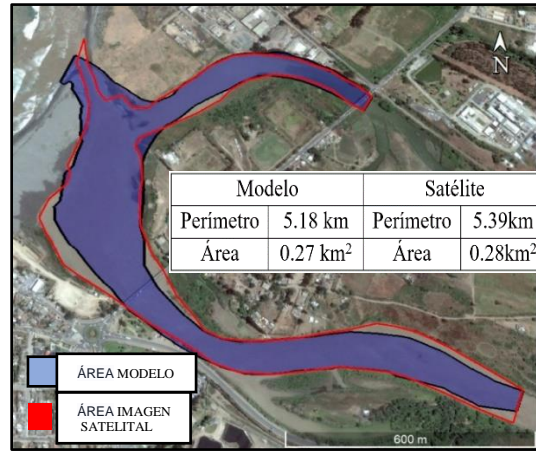 N
Modelo Satélite
Perímetro 5.18 km Perímetro 5.39km
Área 0.27 km² Área 0.28km²
ÁREA MODELO
ÁREA IMAGEN
SATELITAL
600 m